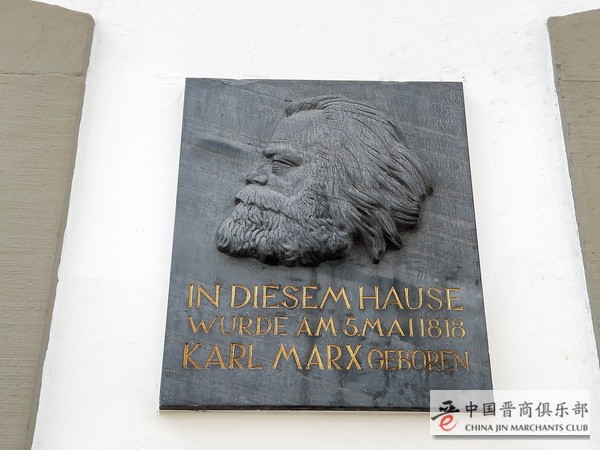 IN DIESEM HAUSE
WURDE AM 5.MAI 1818
KARL MARX GEBOREN
中国晋商俱乐部
CHINA JIN MARCHANTS CLUB